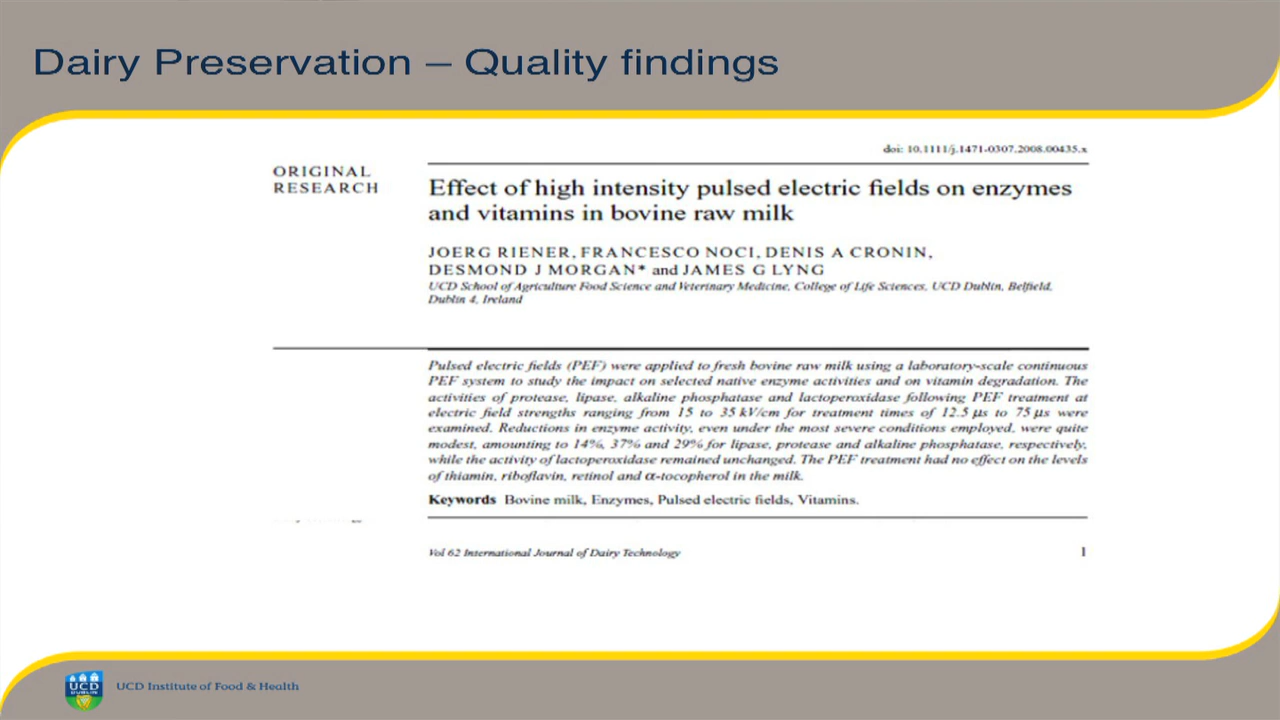 Dairy Preservation – Quality findings
doi: 10.1111/j.1471-0307.2008.00435.x
ORIGINAL
RESEARCH
Effect of high intensity pulsed electric fields on enzymes
and vitamins in bovine raw milk
JOERG RIENER, FRANCESCO NOCI, DENIS A CRONIN,
DESMOND J MORGAN* and JAMES G LYNG
UCD School of Agriculture Food Science and Veterinary Medicine, College of Life Sciences, UCD Dublin, Belfield,
Dublin 4, Ireland
Pulsed electric fields (PEF) were applied to fresh bovine raw milk using a laboratory-scale continuous
PEF system to study the impact on selected native enzyme activities and on vitamin degradation. The
activities of protease, lipase, alkaline phosphatase and lactoperoxidase following PEF treatment at
electric field strengths ranging from 15 to 35 kV/cm for treatment times of 12.5 µs to 75 µs were
examined. Reductions in enzyme activity, even under the most severe conditions employed, were quite
modest, amounting to 14%, 37% and 29% for lipase, protease and alkaline phosphatase, respectively,
while the activity of lactoperoxidase remained unchanged. The PEF treatment had no effect on the levels
of thiamin, riboflavin, retinol and α-tocopherol in the milk.
Keywords Bovine milk, Enzymes, Pulsed electric fields, Vitamins.
Vol 62 International Journal of Dairy Technology 1
UCD
DUBLIN
UCD Institute of Food & Health